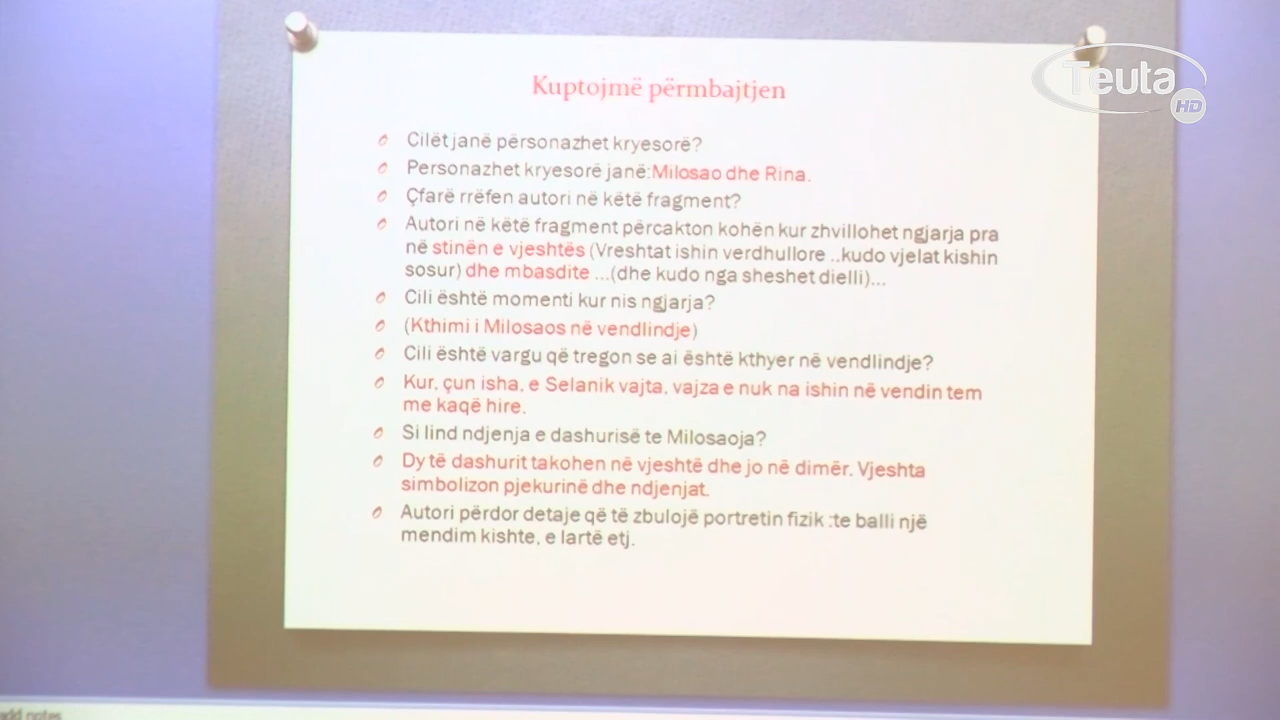 Teuta
HD
Kuptojmë përmbajtjen
Cilët janë përsonazhet kryesorë?
Personazhet kryesorë janë:Milosao dhe Rina.
Çfarë rrëfen autori në këtë fragment?
Autori në këtë fragment përcakton kohën kur zhvillohet ngjarja pra
në stinën e vjeshtës (Vreshtat ishin verdhullore ..kudo vjelat kishin
sosur) dhe mbasdite ...(dhe kudo nga sheshet dielli)...
Cili është momenti kur nis ngjarja?
(Kthimi i Milosaos në vendlindje)
Cili është vargu që tregon se ai është kthyer në vendlindje?
Kur, çun isha, e Selanik vajta, vajza e nuk na ishin në vendin tem
me kaqë hire.
Si lind ndjenja e dashurisë te Milosaoja?
Dy të dashurit takohen në vjeshtë dhe jo në dimër. Vjeshta
simbolizon pjekurinë dhe ndjenjat.
Autori përdor detaje që të zbulojë portretin fizik :te balli një
mendim kishte, e lartë etj.
add notes